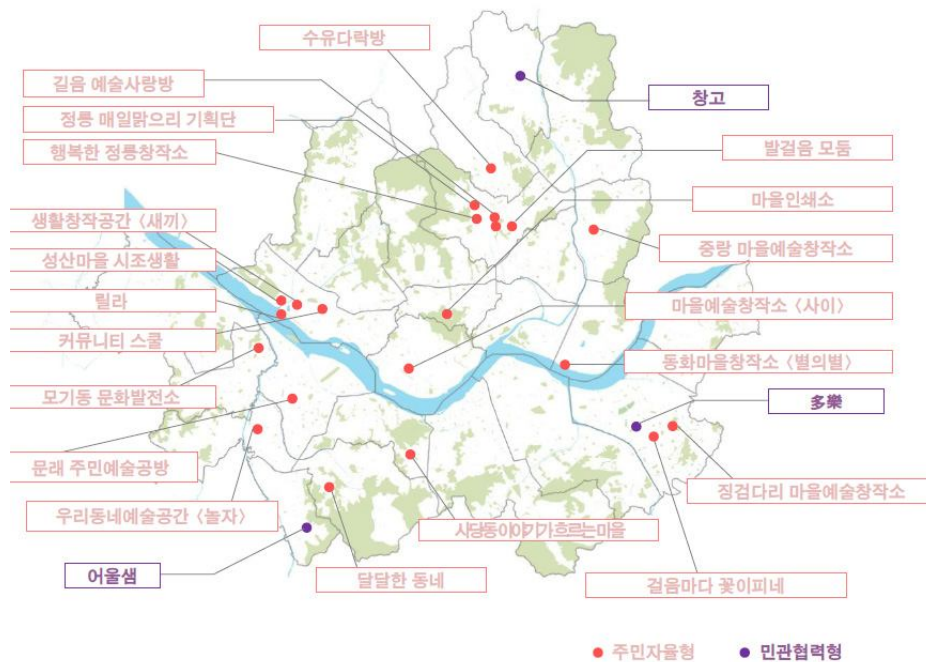 수유다락방
길음 예술사랑방
창고
정릉 매일맑으리 기획단
행복한 정릉창작소
발걸음 모둠
마을인쇄소
생활창작공간 〈새끼〉
중랑 마을예술창작소
성산마을 시조생활
릴라
마을예술창작소 〈사이〉
커뮤니티 스쿨
동화마을창작소 〈별의별〉
모기동 문화발전소
多樂
문래 주민예술공방
징검다리 마을예술창작소
우리동네예술공간 〈놀자〉
사당동이야기가흐르는마을
어울샘
달달한 동네
걸음마다 꽃이피네
주민자율형
민관협력형